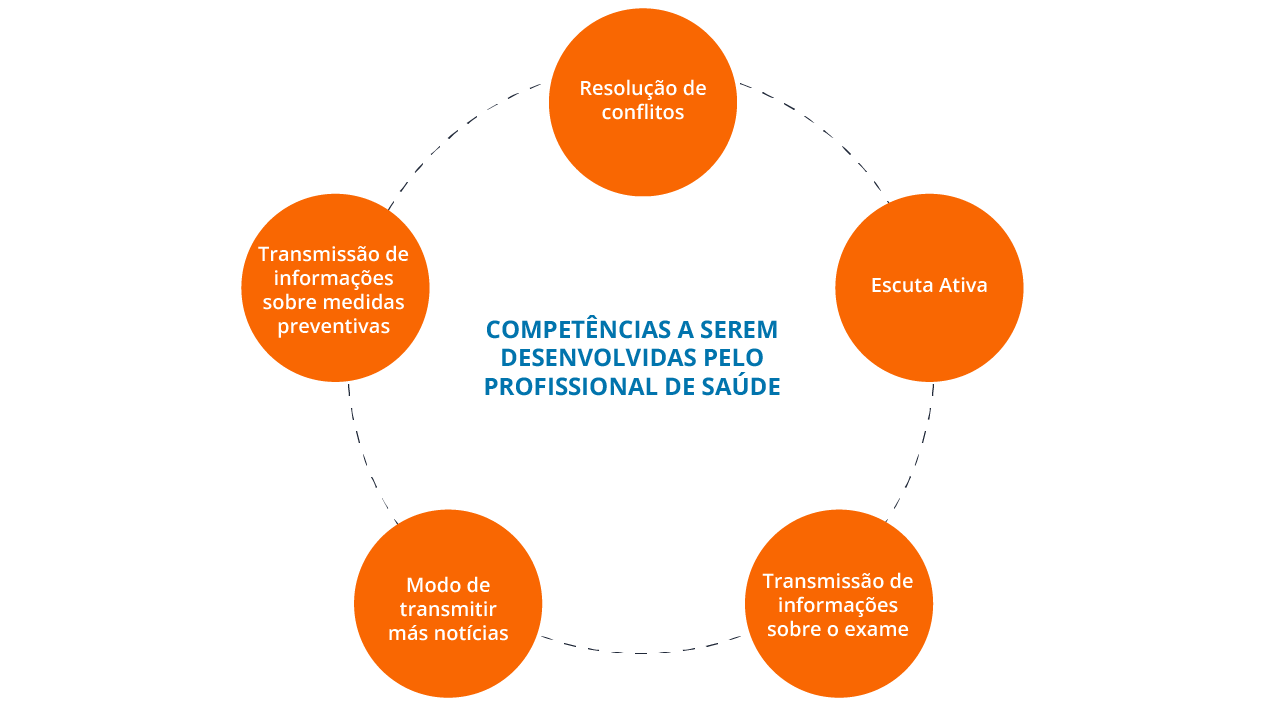 Resolução de
conflitos
Transmissão de
informações
sobre medidas
preventivas
Escuta Ativa
COMPETÊNCIAS A SEREM
DESENVOLVIDAS PELO
PROFISSIONAL DE SAÚDE
Modo de
transmitir
más notícias
Transmissão de
informações
sobre o exame